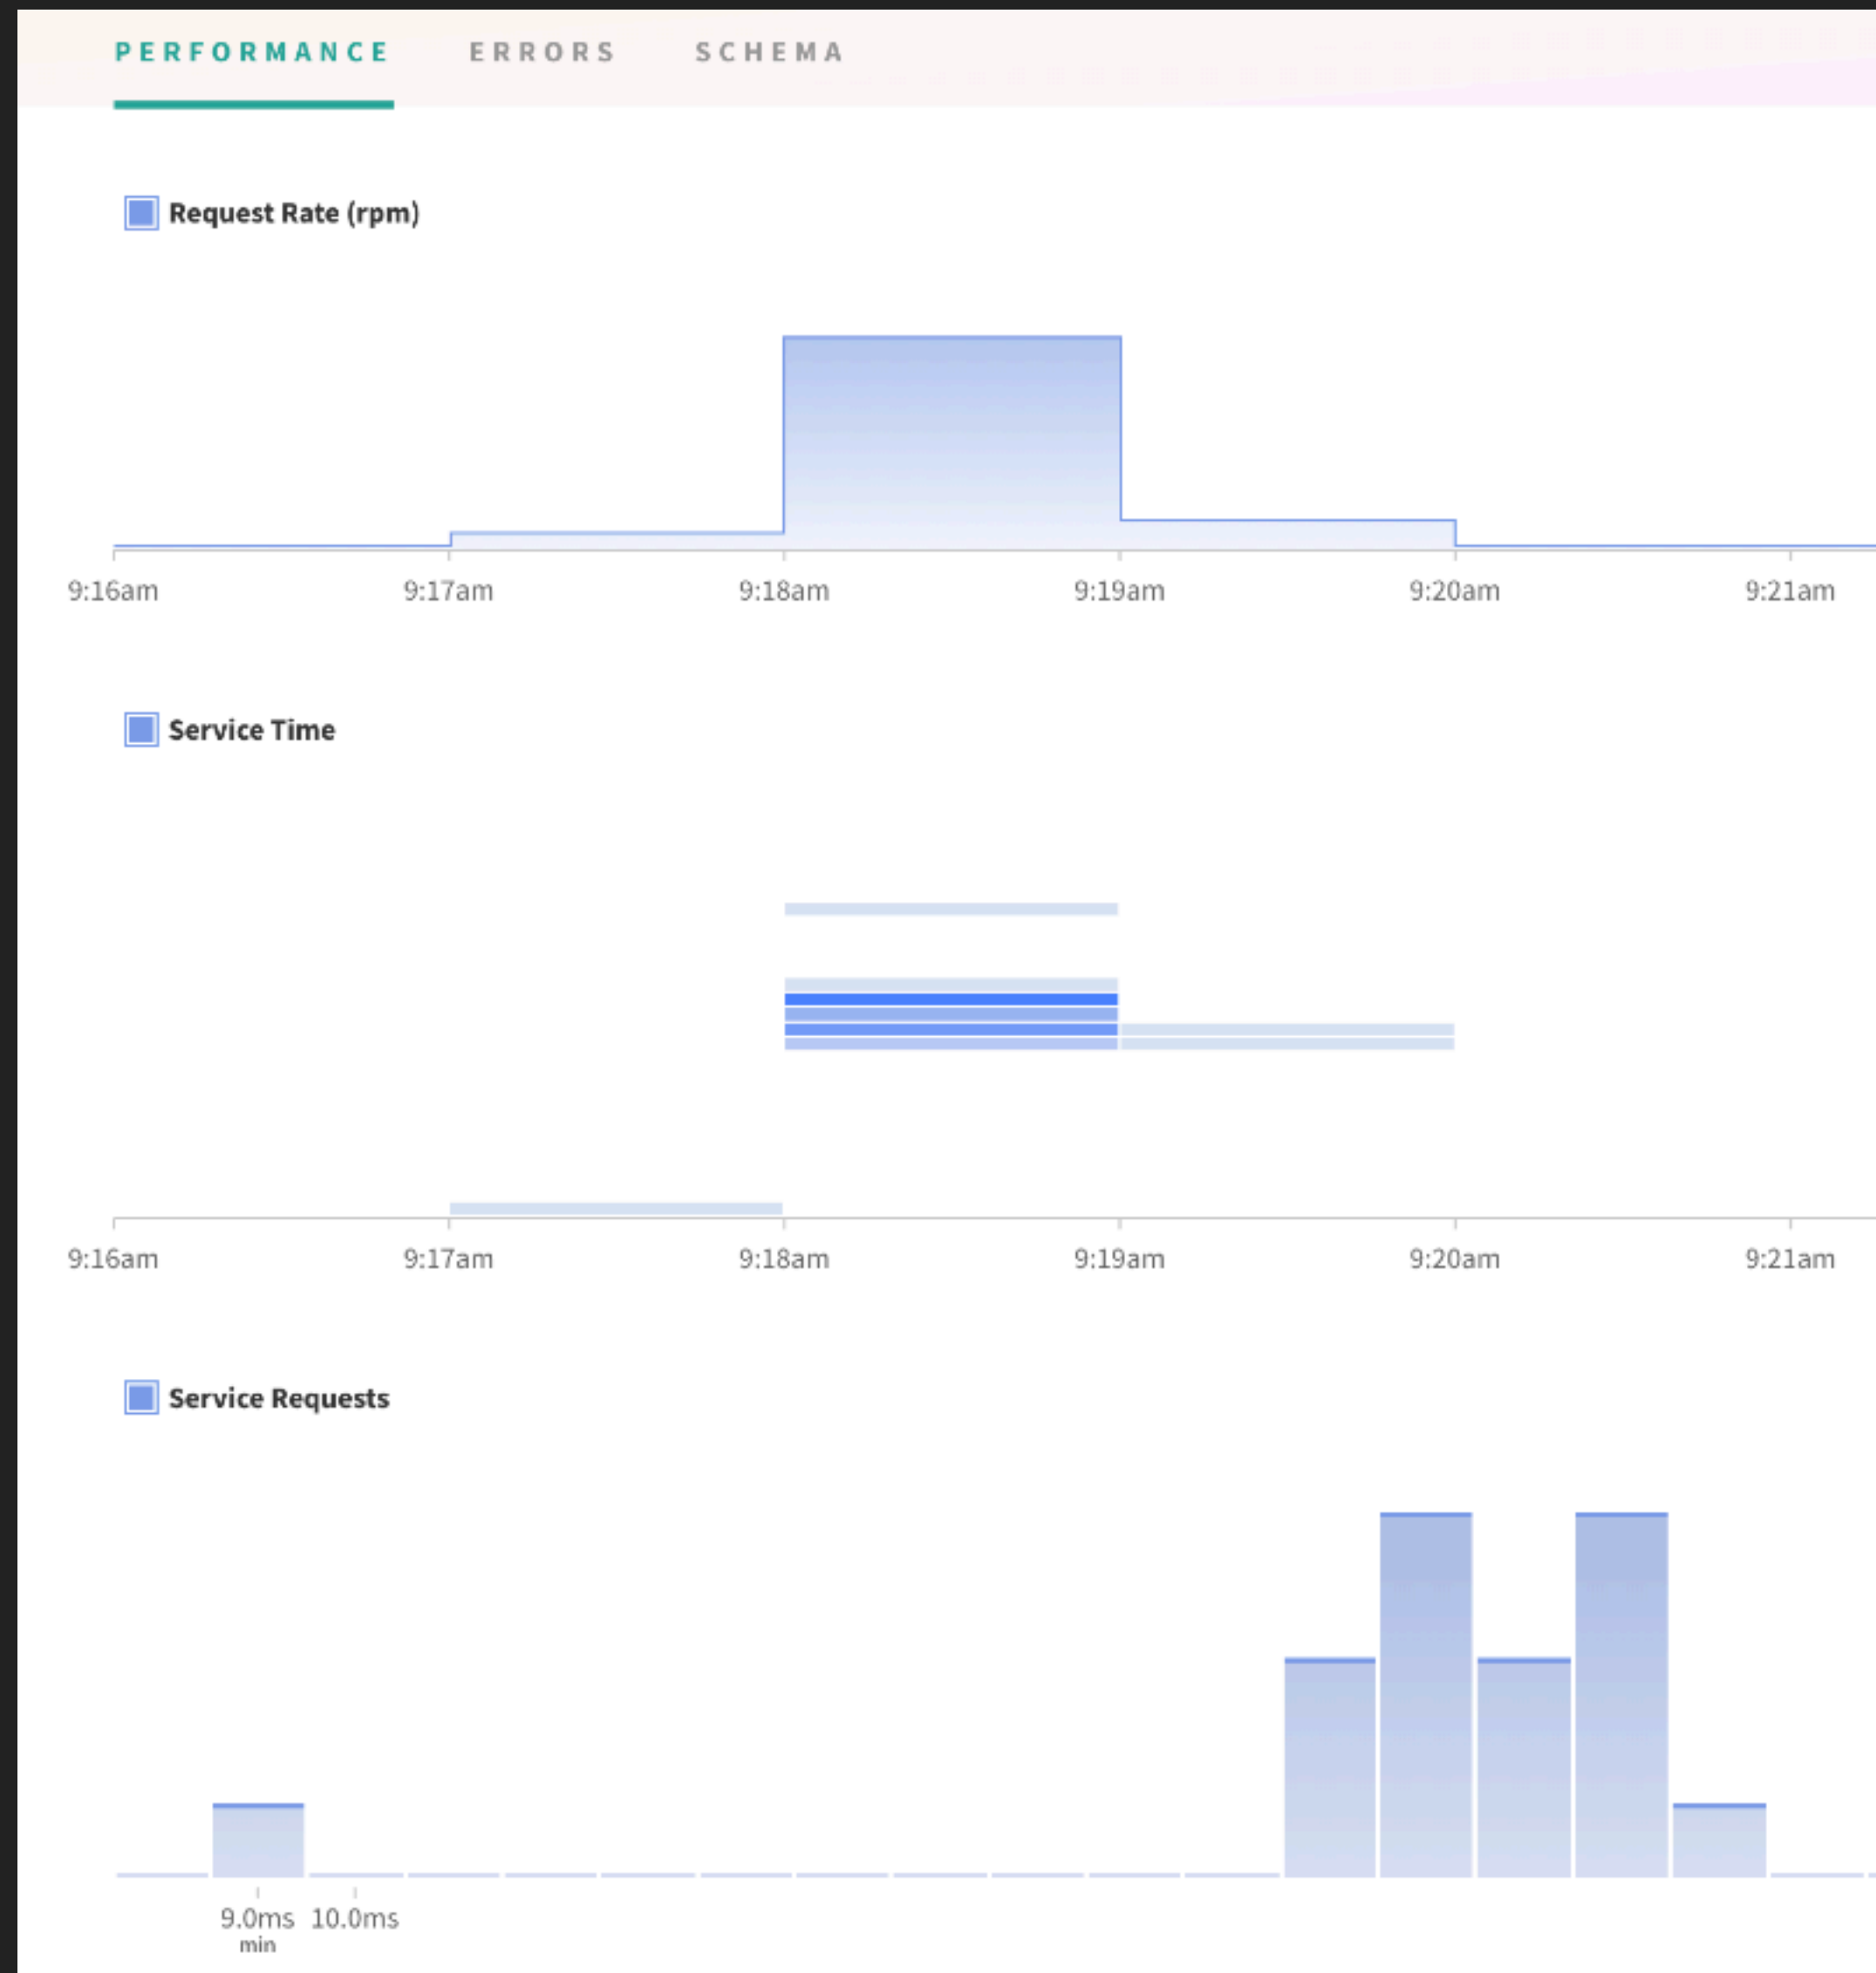 PERFORMANCE ERRORS SCHEMA
Request Rate (rpm)
9:16am 9:17am 9:18am 9:19am 9:20am 9:21am
Service Time
9:16am 9:17am 9:18am 9:19am 9:20am 9:21am
Service Requests
9.0ms 10.0ms
min